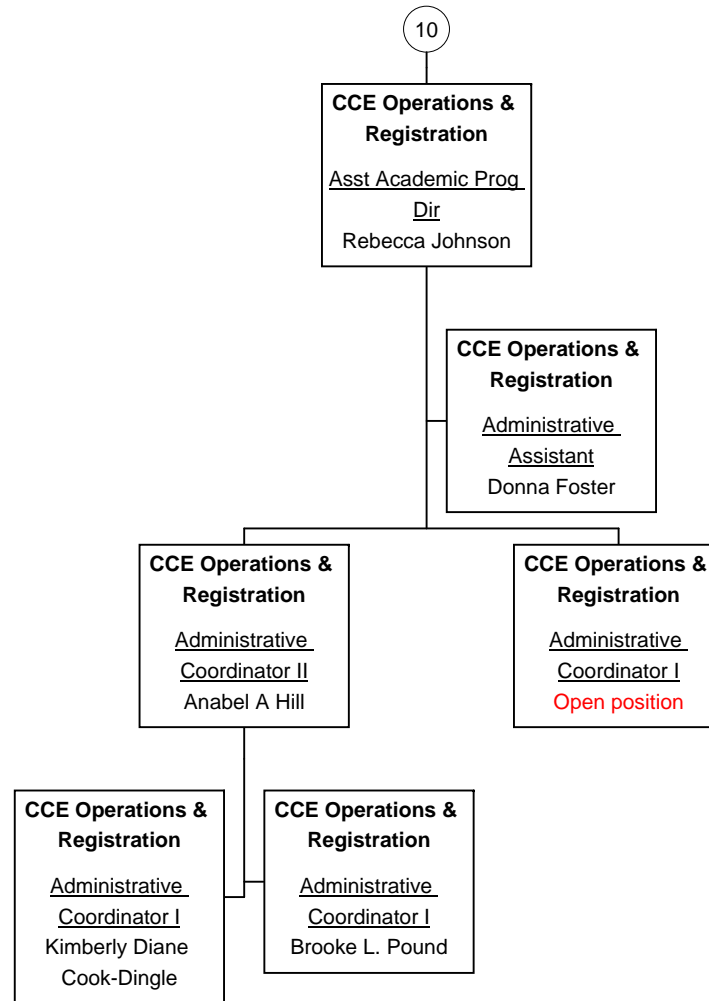 10
CCE Operations &
Registration
Asst Academic Prog
Dir
Rebecca Johnson
CCE Operations &
Registration
Administrative
Assistant
Donna Foster
CCE Operations &
Registration
Administrative
Coordinator II
Anabel A Hill
CCE Operations &
Registration
Administrative
Coordinator I
Open position
CCE Operations &
Registration
Administrative
Coordinator I
Kimberly Diane
Cook-Dingle
CCE Operations &
Registration
Administrative
Coordinator I
Brooke L. Pound